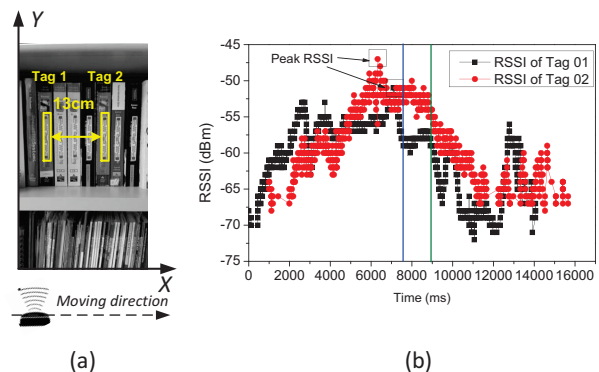 Y
Tag 1
Tag 2
13cm
X
Moving direction
(a)
-45
-50
-55
-60
-65
-70
-75
RSSI (dBm)
Peak RSSI
RSSI of Tag 01
RSSI of Tag 02
0
2000
4000
6000
8000
10000
12000
14000
16000
Time (ms)
(b)